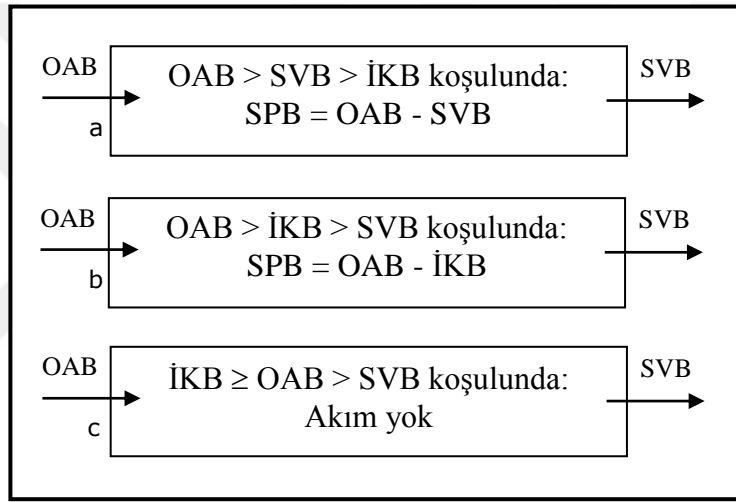 OAB
OAB > SVB > İKB koşulunda:
SVB
SPB = OAB - SVB
a
OAB
OAB > İKB > SVB koşulunda:
SVB
SPB = OAB - İKB
b
OAB
İKB ≥ OAB > SVB koşulunda:
SVB
Akım yok
c